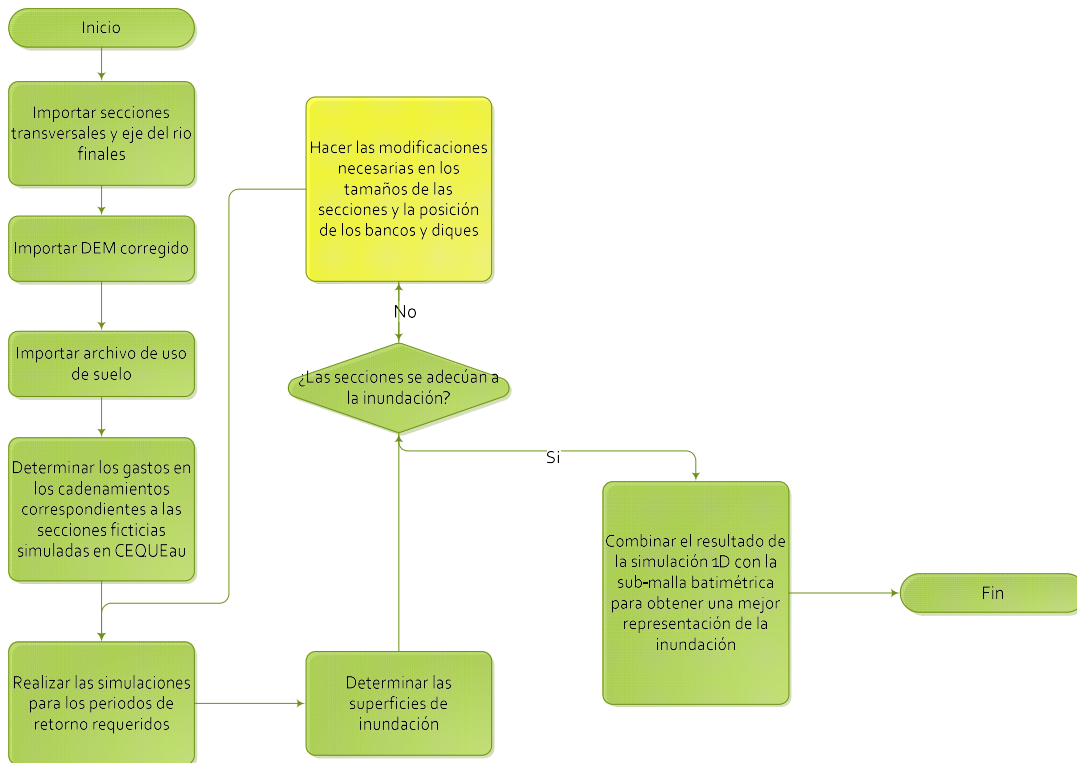 Inicio
Importar secciones
transversales y eje del rio
finales
Importar DEM corregido
Importar archivo de uso
de suelo
Determinar los gastos en
los cadenamientos
correspondientes a las
secciones ficticias
simuladas en CEQUEau
Realizar las simulaciones
para los periodos de
retorno requeridos
Determinar las
superficies de
inundación
¿Las secciones se adecúan a
la inundación?
No
Hacer las modificaciones
necesarias en los
tamaños de las
secciones y la posición
de los bancos y diques
Si
Combinar el resultado de
la simulación 1D con la
sub-malla batimétrica
para obtener una mejor
representación de la
inundación
Fin